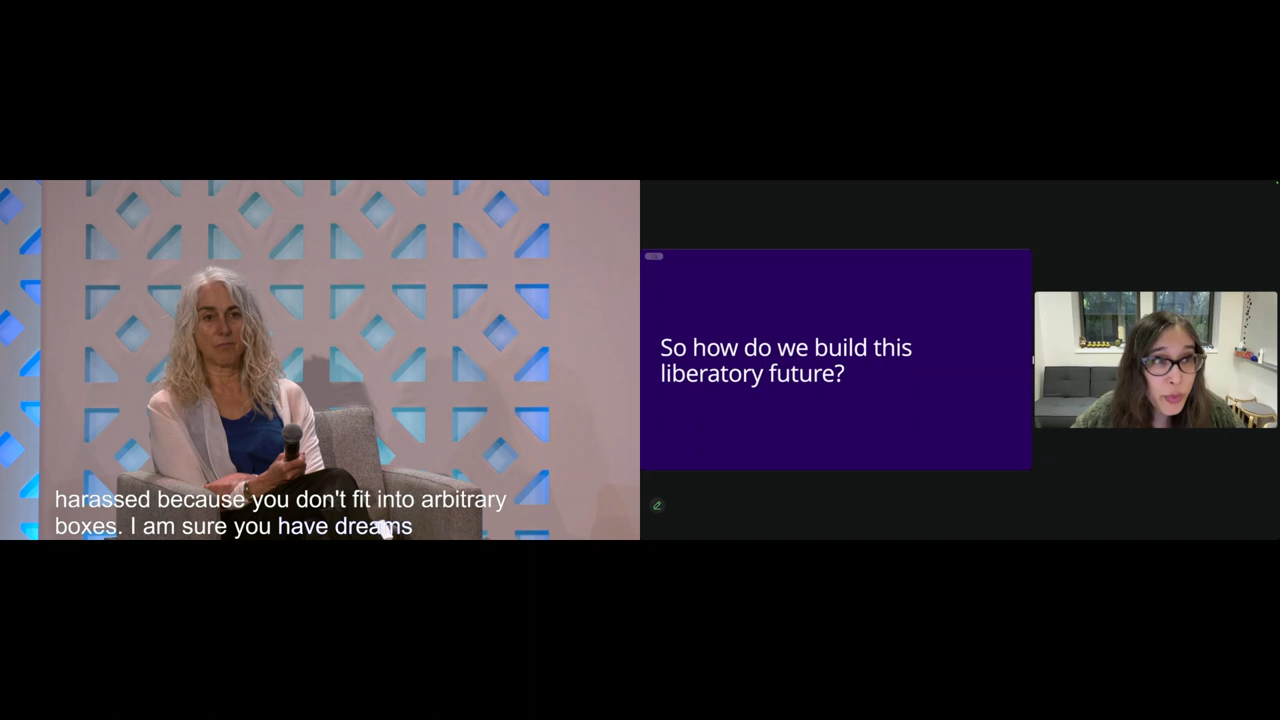 harassed because you don't fit into arbitrary
boxes. I am sure you have dreams
So how do we build this
liberatory future?